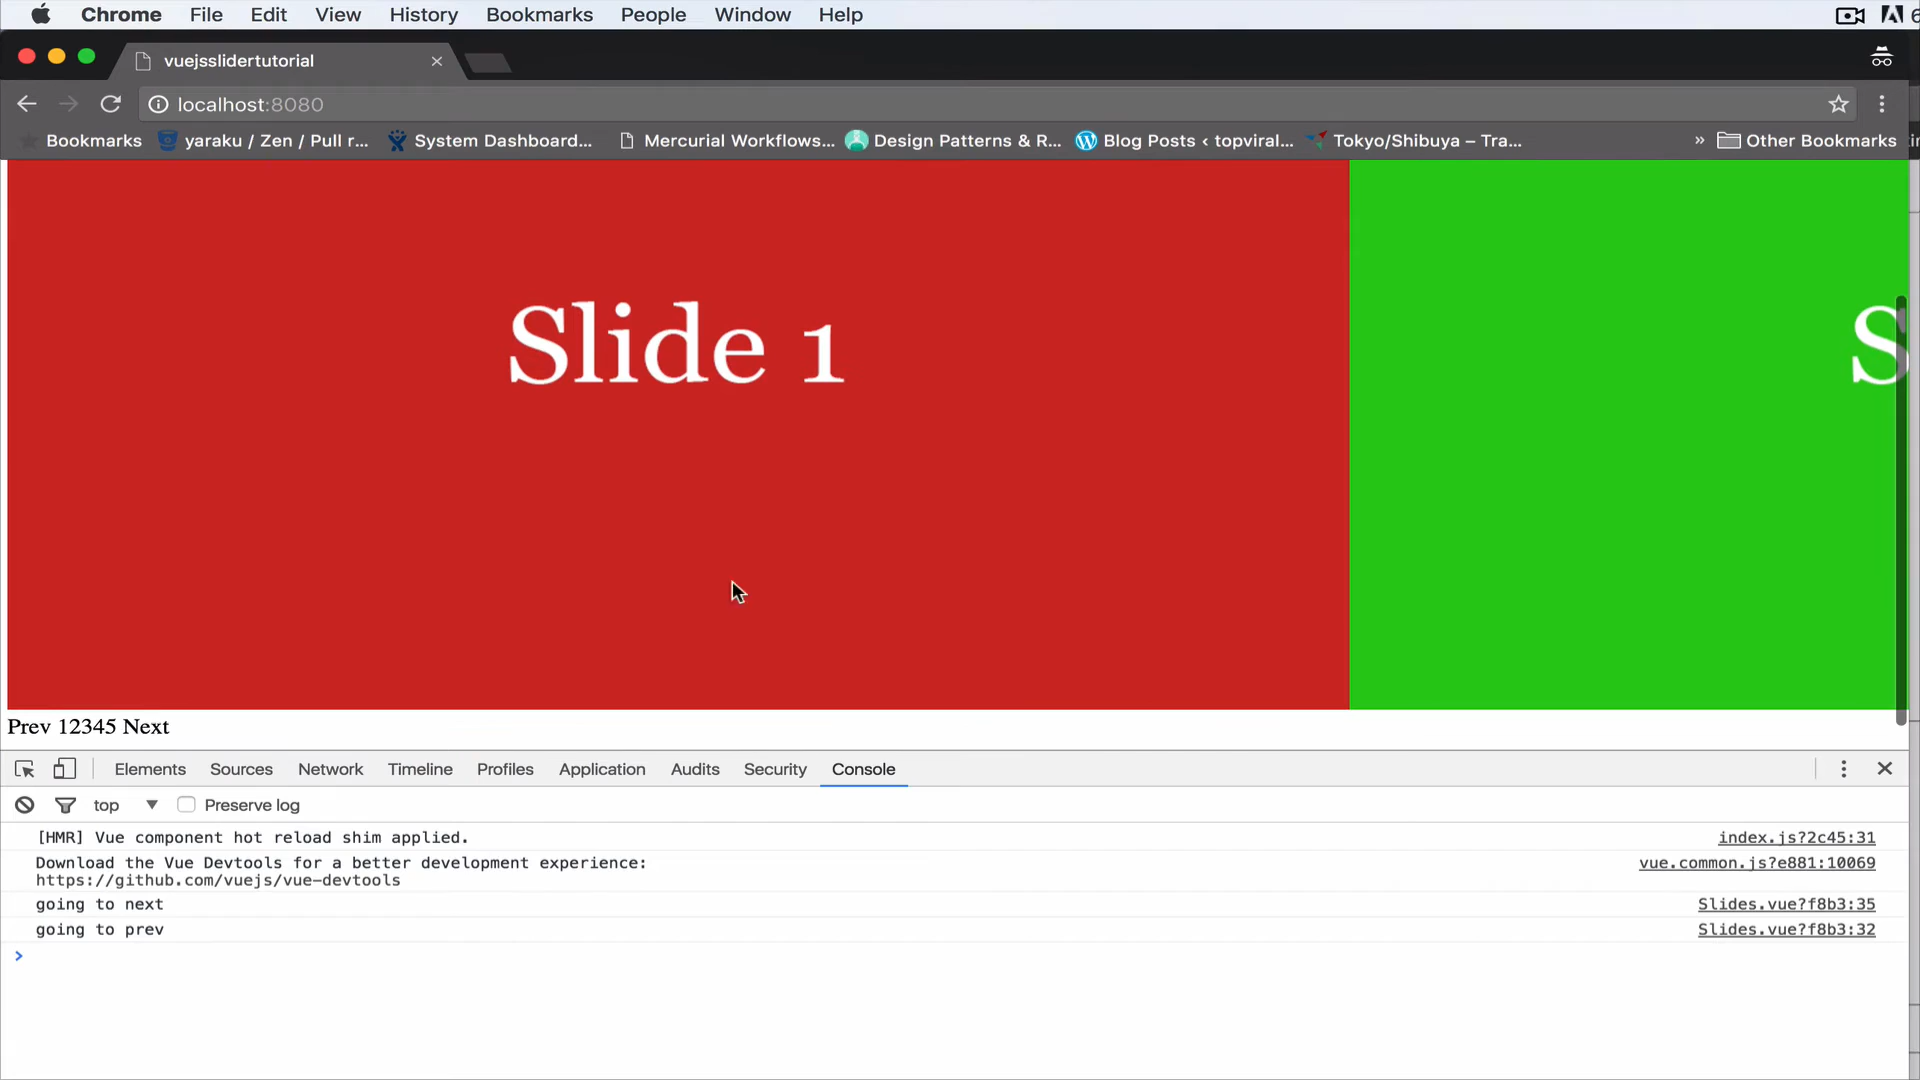 Chrome File Edit View History Bookmarks People Window Help
vuejsslidertutorial
localhost:8080
Bookmarks yaraku / Zen / Pull r... System Dashboard... Mercurial Workflows... Design Patterns & R... Blog Posts ‹ topviral... Tokyo/Shibuya – Tra... » Other Bookmarks
Slide 1
S
Prev 12345 Next
Elements Sources Network Timeline Profiles Application Audits Security Console
top Preserve log
[HMR] Vue component hot reload shim applied. index.js?2c45:31
Download the Vue Devtools for a better development experience: vue.common.js?e881:10069
https://github.com/vuejs/vue-devtools
going to next Slides.vue?f8b3:35
going to prev Slides.vue?f8b3:32
>